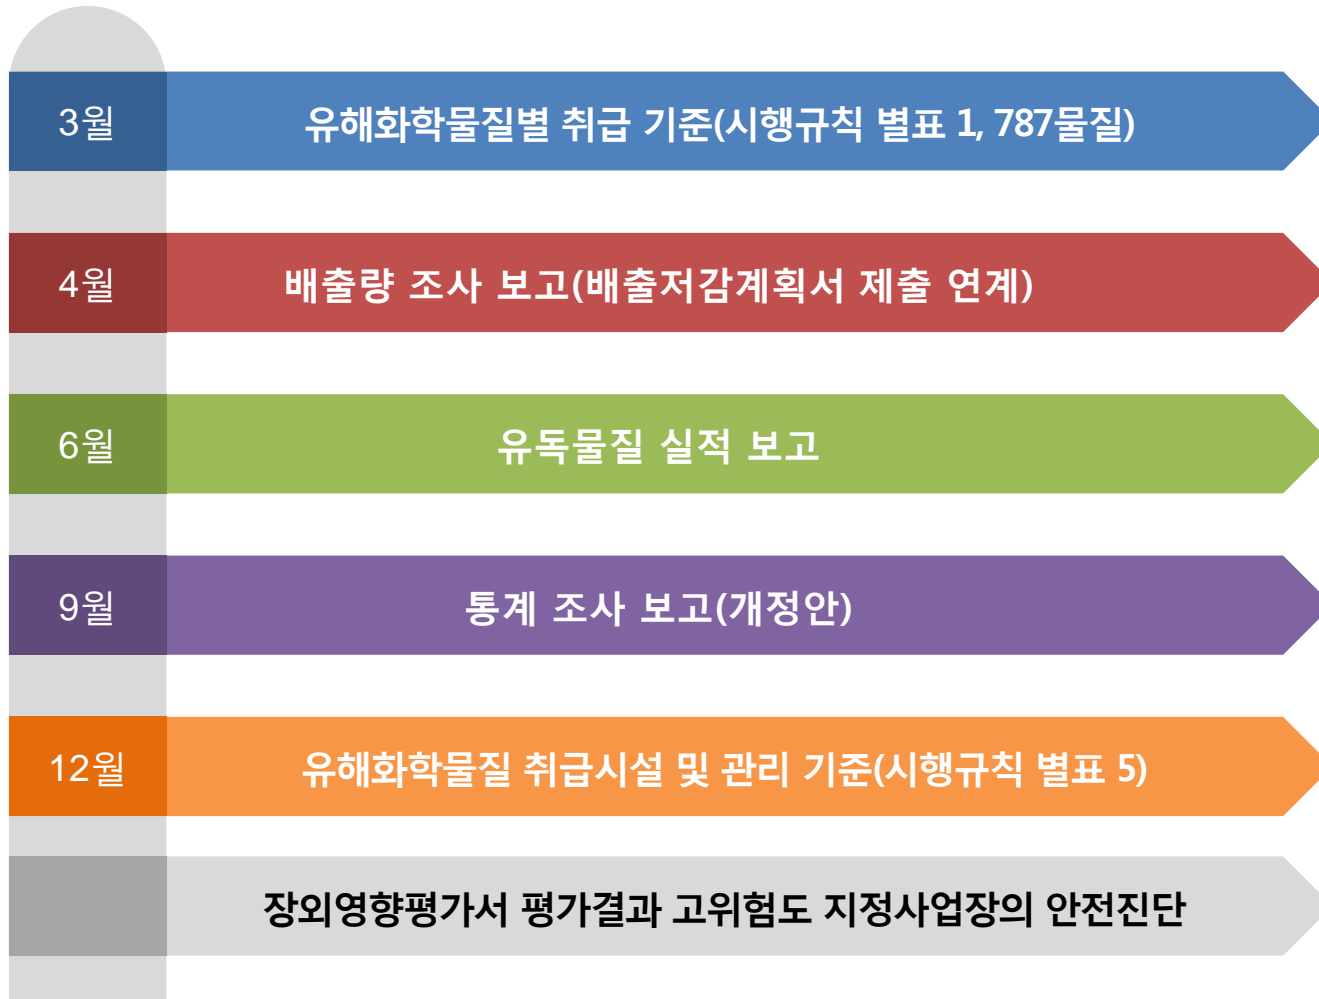 3월
유해화학물질별 취급 기준(시행규칙 별표 1, 787물질)
4월
배출량 조사 보고(배출저감계획서 제출 연계)
6월
유독물질 실적 보고
9월
통계 조사 보고(개정안)
12월
유해화학물질 취급시설 및 관리 기준(시행규칙 별표 5)
장외영향평가서 평가결과 고위험도 지정사업장의 안전진단